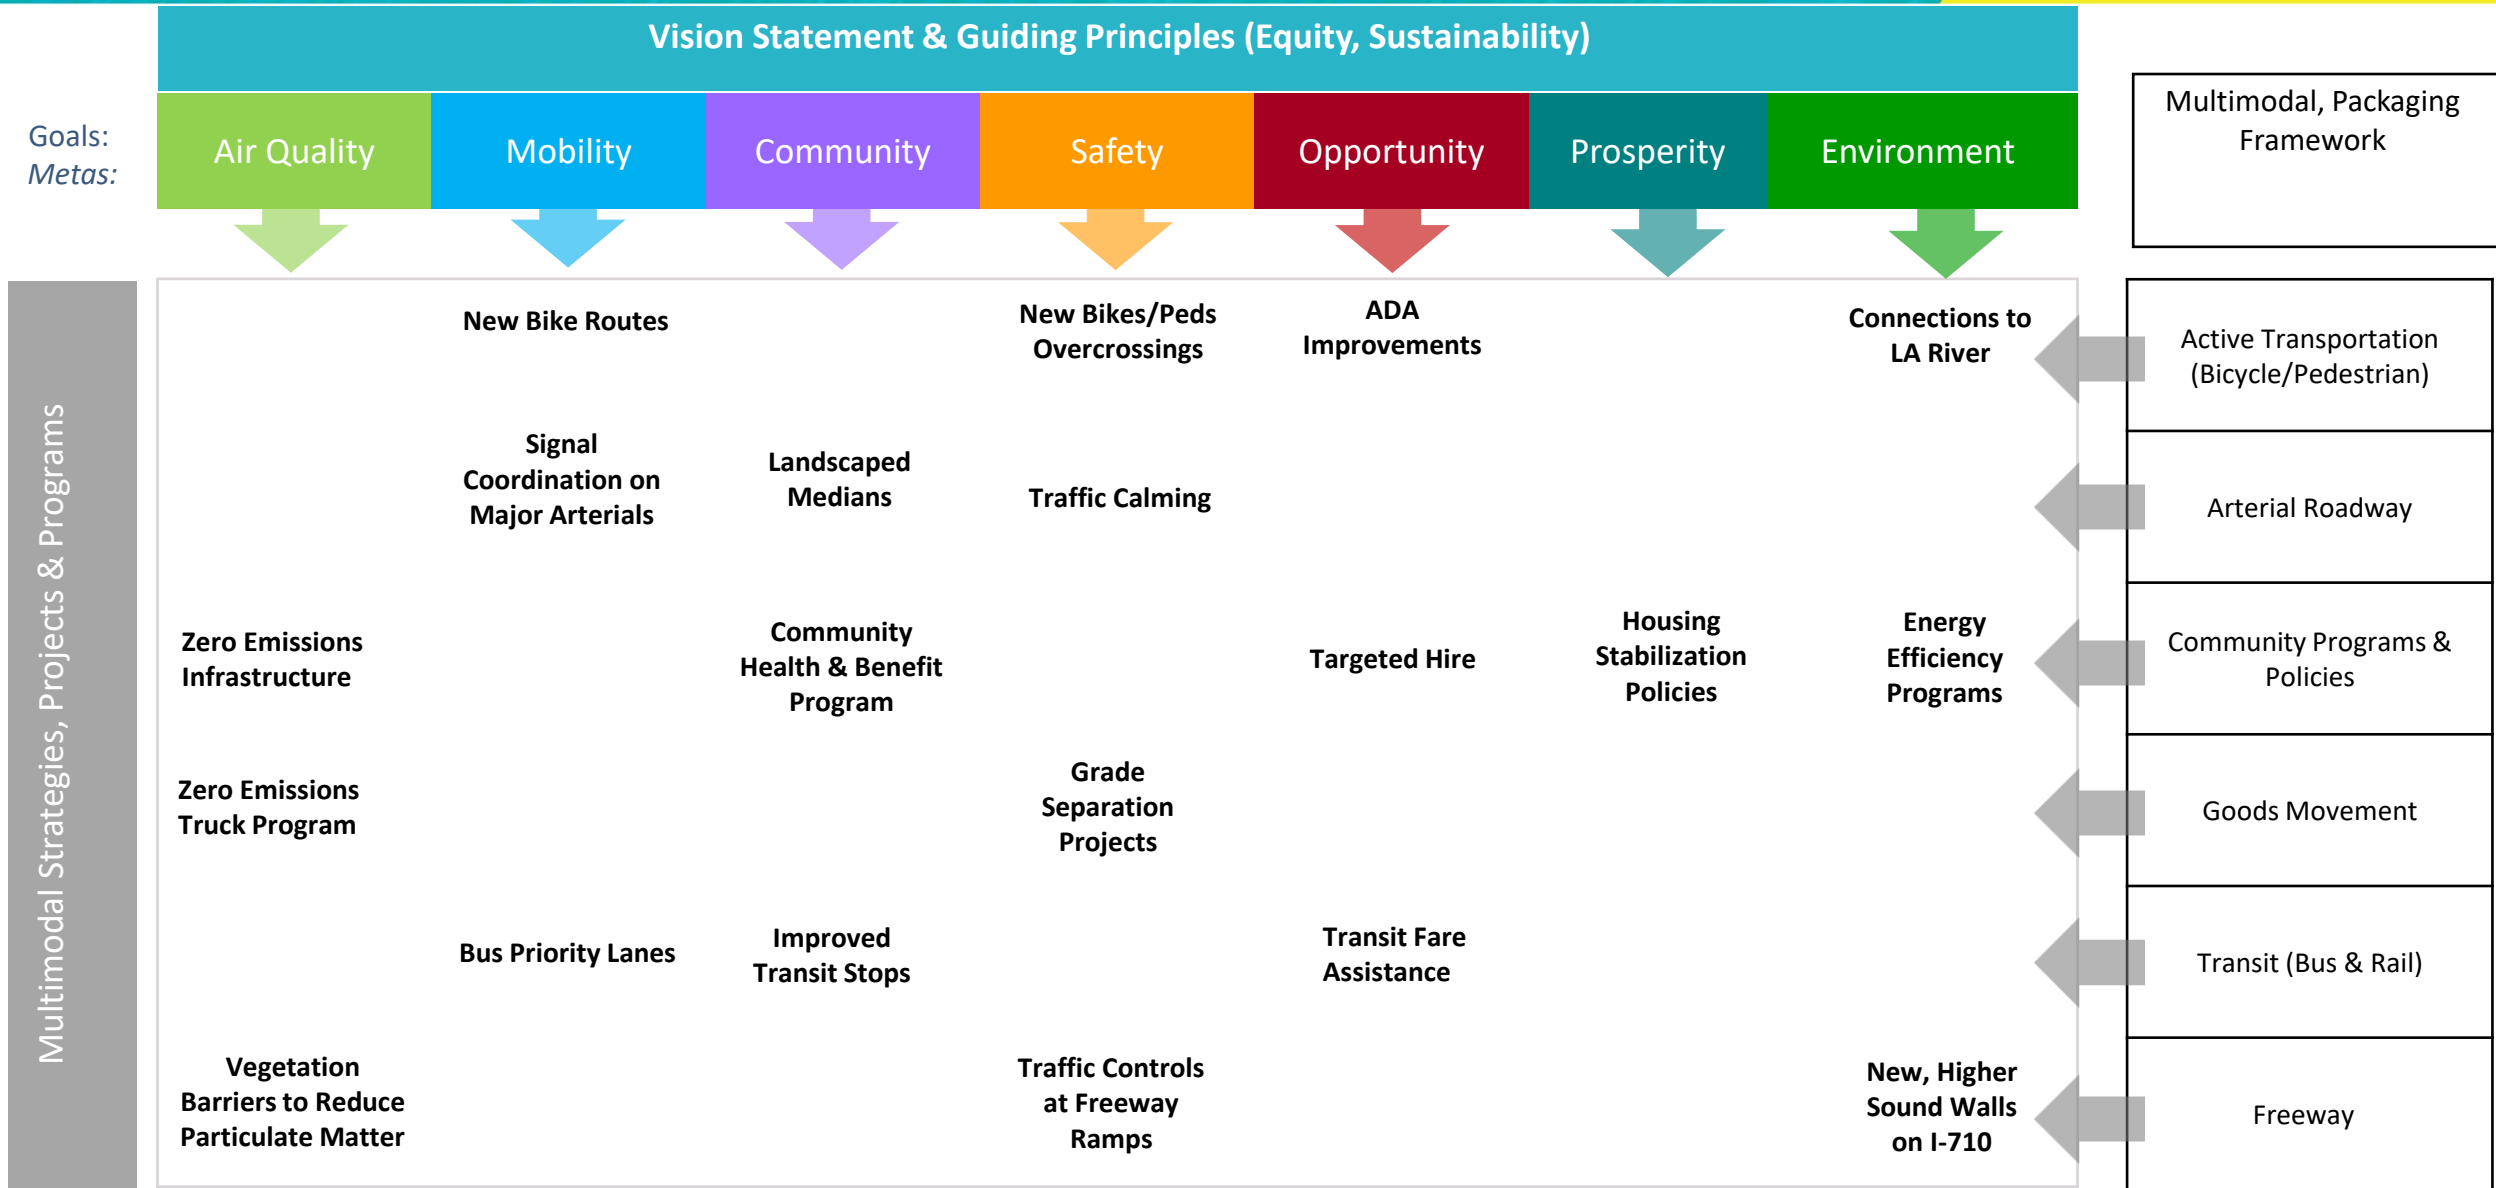 Vision Statement & Guiding Principles (Equity, Sustainability)
Goals:
Metas:
Air Quality
Mobility
Community
Safety
Opportunity
Prosperity
Environment
Multimodal, Packaging
Framework
Multimodal Strategies, Projects & Programs
New Bike Routes
New Bikes/Peds
Overcrossings
ADA
Improvements
Connections to
LA River
Active Transportation
(Bicycle/Pedestrian)
Signal
Coordination on
Major Arterials
Landscaped
Medians
Traffic Calming
Arterial Roadway
Zero Emissions
Infrastructure
Community
Health & Benefit
Program
Targeted Hire
Housing
Stabilization
Policies
Energy
Efficiency
Programs
Community Programs &
Policies
Zero Emissions
Truck Program
Grade
Separation
Projects
Goods Movement
Bus Priority Lanes
Improved
Transit Stops
Transit Fare
Assistance
Transit (Bus & Rail)
Vegetation
Barriers to Reduce
Particulate Matter
Traffic Controls
at Freeway
Ramps
New, Higher
Sound Walls
on I-710
Freeway